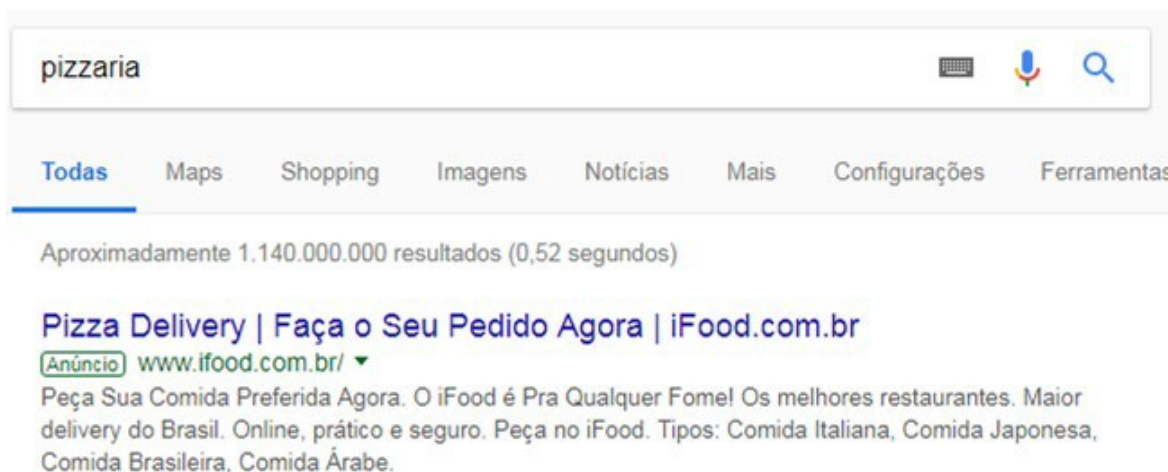 pizzaria
Todas Maps Shopping Imagens Notícias Mais Configurações Ferramentas
Aproximadamente 1.140.000.000 resultados (0,52 segundos)
Pizza Delivery | Faça o Seu Pedido Agora | iFood.com.br
Anúncio www.ifood.com.br/
Peça Sua Comida Preferida Agora. O iFood é Pra Qualquer Fome! Os melhores restaurantes. Maior
delivery do Brasil. Online, prático e seguro. Peça no iFood. Tipos: Comida Italiana, Comida Japonesa,
Comida Brasileira, Comida Árabe.